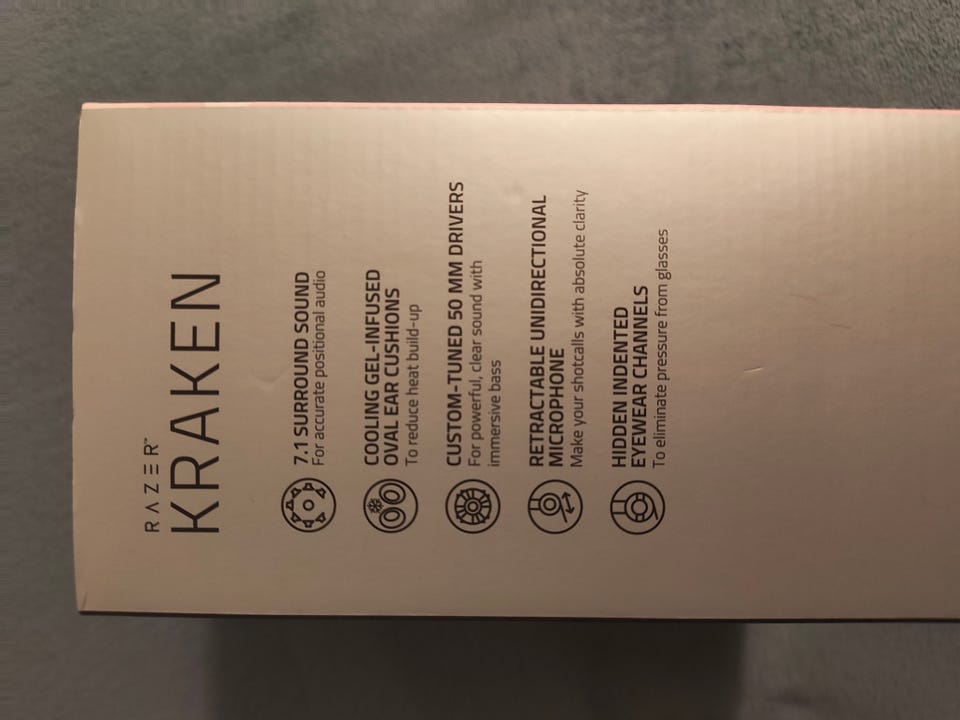 RAZER™
KRAKEN
7.1 SURROUND SOUND
For accurate positional audio
COOLING GEL-INFUSED
OVAL EAR CUSHIONS
To reduce heat build-up
CUSTOM-TUNED 50 MM DRIVERS
For powerful, clear sound with
immersive bass
RETRACTABLE UNIDIRECTIONAL
MICROPHONE
Make your shotcalls with absolute clarity
HIDDEN INDENTED
EYEWEAR CHANNELS
To eliminate pressure from glasses